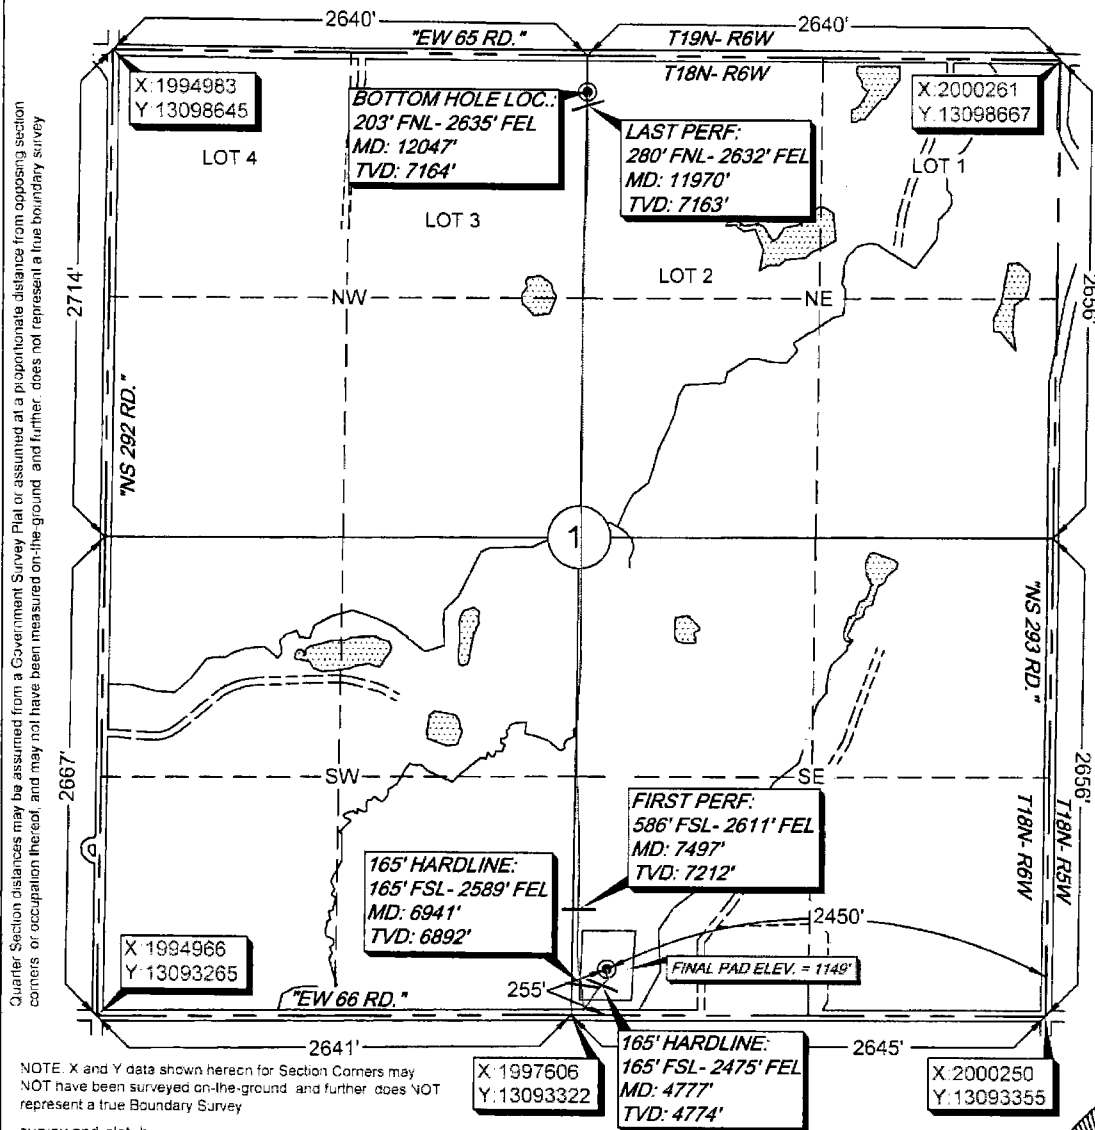 2640'
2640'
"EW 65 RD."
T19N- R6W
T18N- R6W
X:1994983
Y:13098645
BOTTOM HOLE LOC.:
203' FNL- 2635' FEL
MD: 12047'
TVD: 7164'
X:2000261
Y:13098667
LAST PERF:
280' FNL- 2632' FEL
MD: 11970'
TVD: 7163'
LOT 4
LOT 3
LOT 2
LOT 1
2714'
2656'
NW
NE
"NS 292 RD."
1
"NS 293 RD."
2667'
2656'
SW
SE
T18N- R6W
T18N- R5W
FIRST PERF:
586' FSL- 2611' FEL
MD: 7497'
TVD: 7212'
165' HARDLINE:
165' FSL- 2589' FEL
MD: 6941'
TVD: 6892'
2450'
X:1994966
Y:13093265
FINAL PAD ELEV. = 1149'
255'
"EW 66 RD."
2641'
2645'
165' HARDLINE:
165' FSL- 2475' FEL
MD: 4777'
TVD: 4774'
X:1997606
Y:13093322
X:2000250
Y:13093355
Quarter Section distances may be assumed from a Government Survey Plat or assumed at a proportionate distance from opposing section
corners, or occupation thereof, and may not have been measured on-the-ground, and further, does not represent a true boundary survey
NOTE. X and Y data shown hereon for Section Corners may
NOT have been surveyed on-the-ground and further does NOT
represent a true Boundary Survey